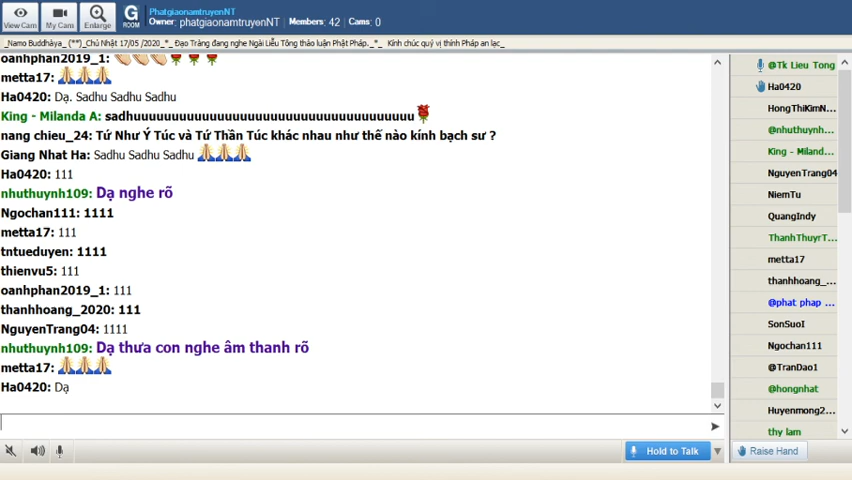 View Cam
My Cam
Enlarge
G
ROOM
PhatgiaonamtruyenNT
Owner: phatgiaonamtruyenNT
Members: 42
Cams: 0
_Namo Buddhàya_ (**)_Chủ Nhật 17/05 /2020_*_ Đạo Tràng đang nghe Ngài Liễu Tông thảo luận Phật Pháp._*_ Kính chúc quý vị thính Pháp an lạc_
oanhphan2019_1:
metta17:
Ha0420: Dạ. Sadhu Sadhu Sadhu
King - Milanda A: sadhuuuuuuuuuuuuuuuuuuuuuuuuuuuuuuuuuuuuu
nang chieu_24: Tứ Như Ý Túc và Tứ Thần Túc khác nhau như thế nào kính bạch sư ?
Giang Nhat Ha: Sadhu Sadhu Sadhu
Ha0420: 111
nhuthuynh109: Dạ nghe rõ
Ngochan111: 1111
metta17: 111
tntueduyen: 1111
thienvu5: 111
oanhphan2019_1: 111
thanhhoang_2020: 111
NguyenTrang04: 1111
nhuthuynh109: Dạ thưa con nghe âm thanh rõ
metta17:
Ha0420: Dạ
Hold to Talk
@Tk Lieu Tong
Ha0420
HongThiKimN...
@nhuthuynh...
King - Miland...
NguyenTrang04
NiemTu
QuangIndy
ThanhThuyrT...
metta17
thanhhoang_...
@phat phap ...
SonSuoI
Ngochan111
@TranDao1
@hongnhat
Huyenmong2...
thy lam
Raise Hand